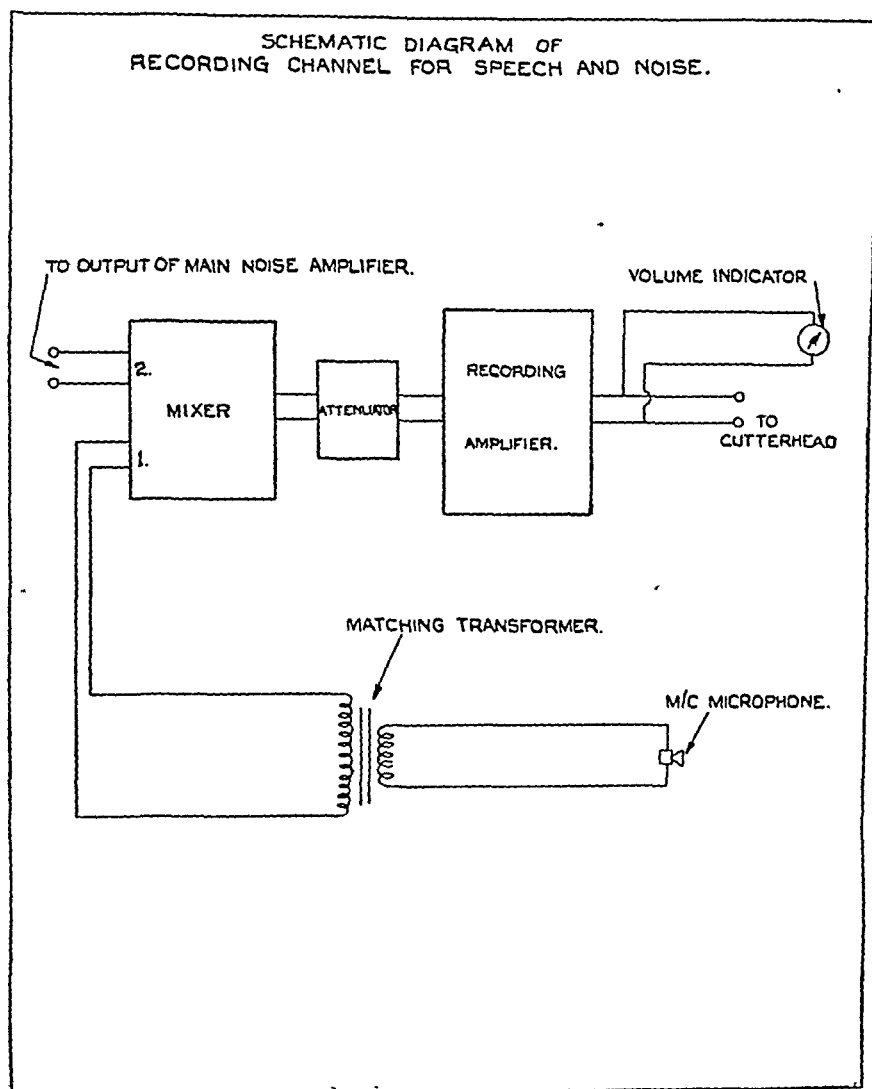 SCHEMATIC DIAGRAM OF
RECORDING CHANNEL FOR SPEECH AND NOISE.
TO OUTPUT OF MAIN NOISE AMPLIFIER.
VOLUME INDICATOR
2.
MIXER
1.
ATTENUATOR
RECORDING
AMPLIFIER.
TO
CUTTERHEAD
MATCHING TRANSFORMER.
M/C MICROPHONE.